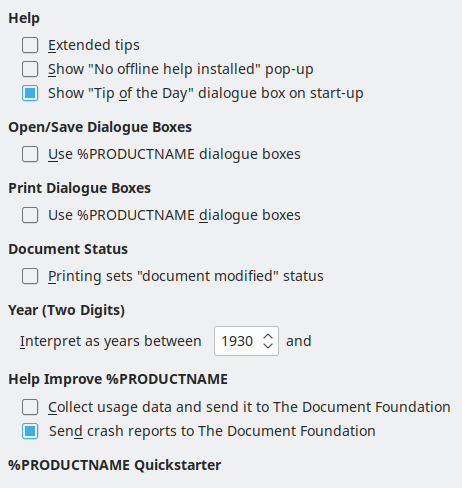 Help
Extended tips
Show "No offline help installed" pop-up
Show "Tip of the Day" dialogue box on start-up
Open/Save Dialogue Boxes
Use %PRODUCTNAME dialogue boxes
Print Dialogue Boxes
Use %PRODUCTNAME dialogue boxes
Document Status
Printing sets "document modified" status
Year (Two Digits)
Interpret as years between 1930 and
Help Improve %PRODUCTNAME
Collect usage data and send it to The Document Foundation
Send crash reports to The Document Foundation
%PRODUCTNAME Quickstarter